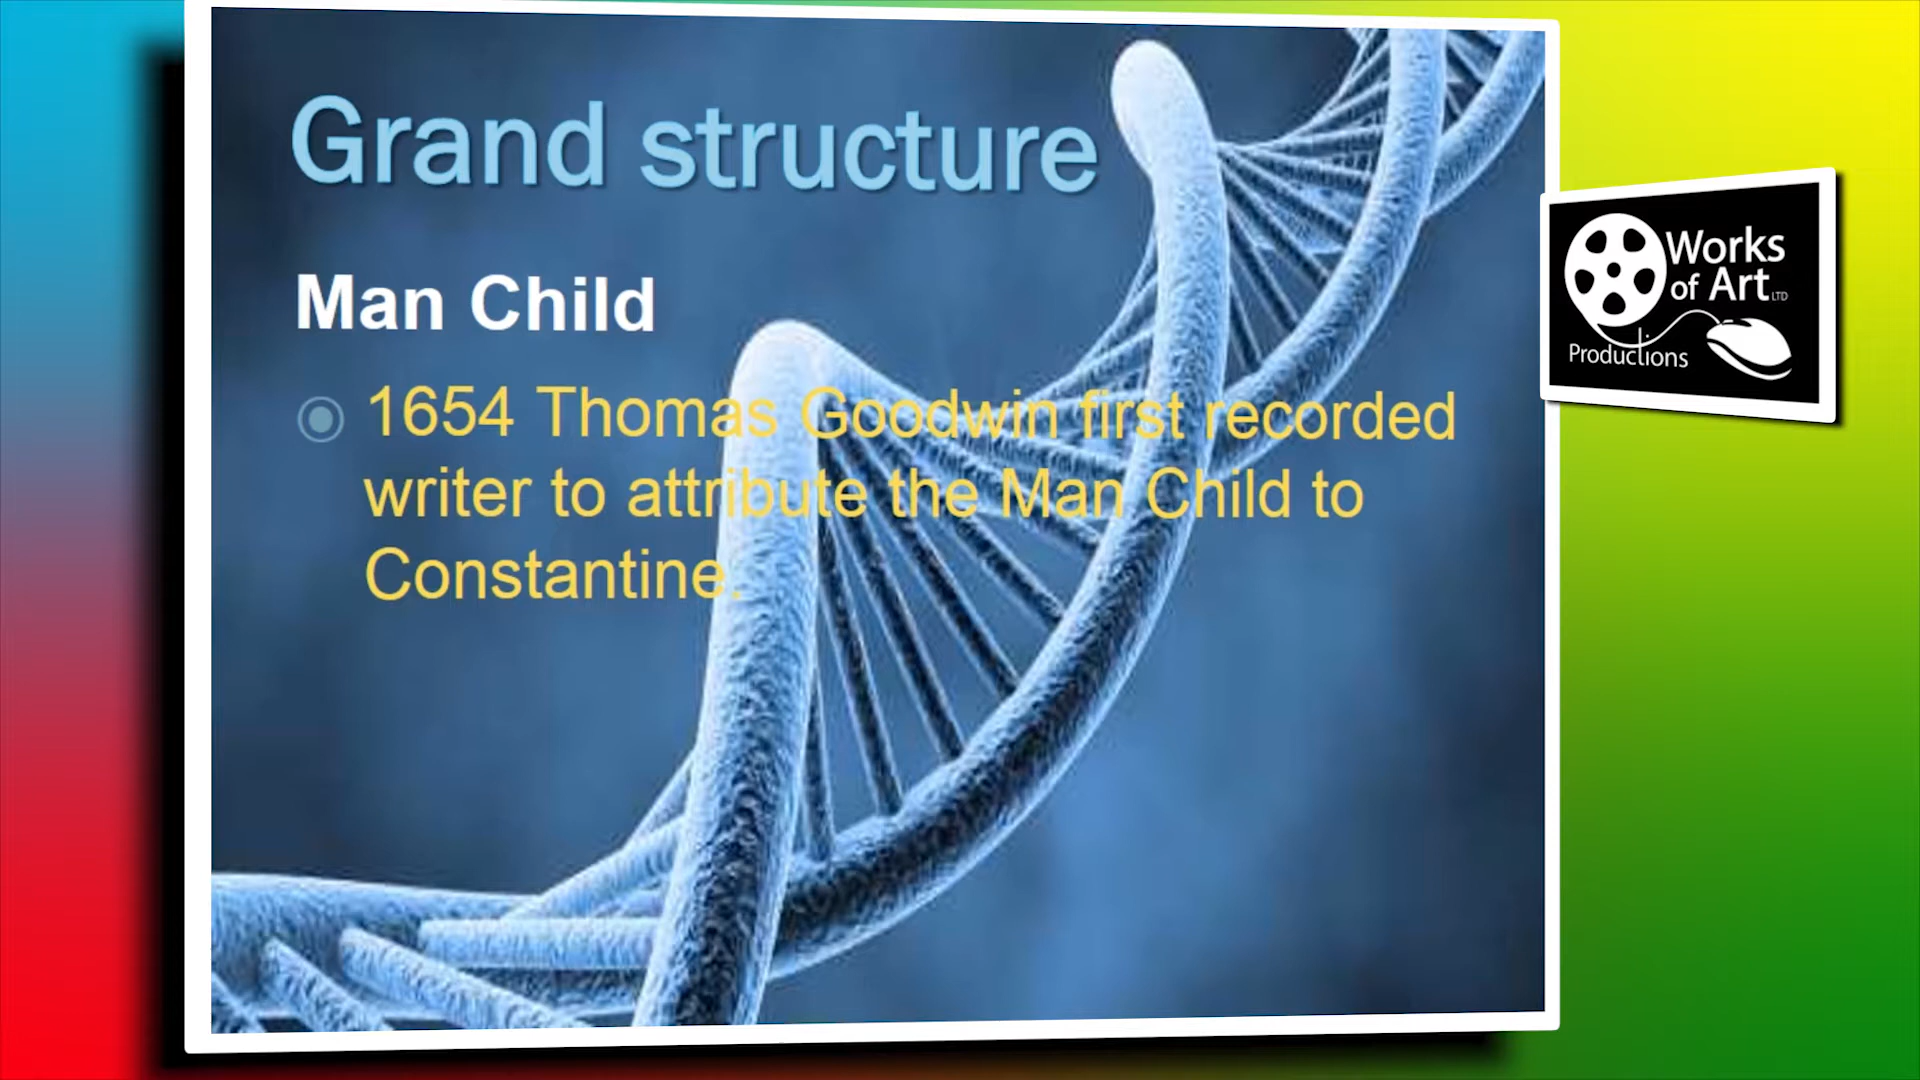 Grand structure
Man Child
1654 Thomas Goodwin first recorded
writer to attribute the Man Child to
Constantine.
Works
of Art LTD
Productions